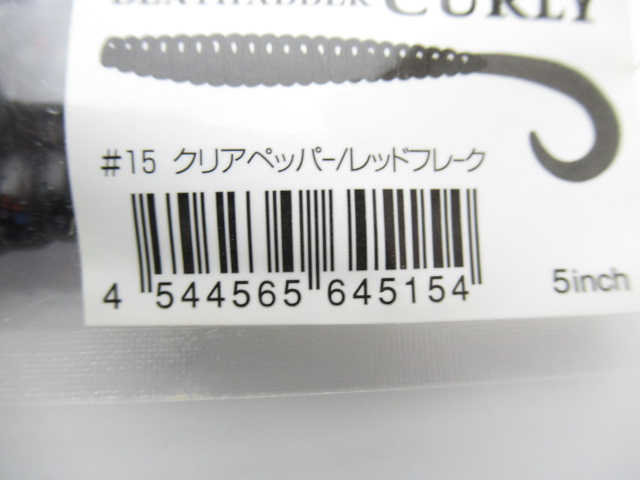 DEATHADDER CURLY
#15 クリアペッパー/レッドフレーク
4 544565 645154
5inch